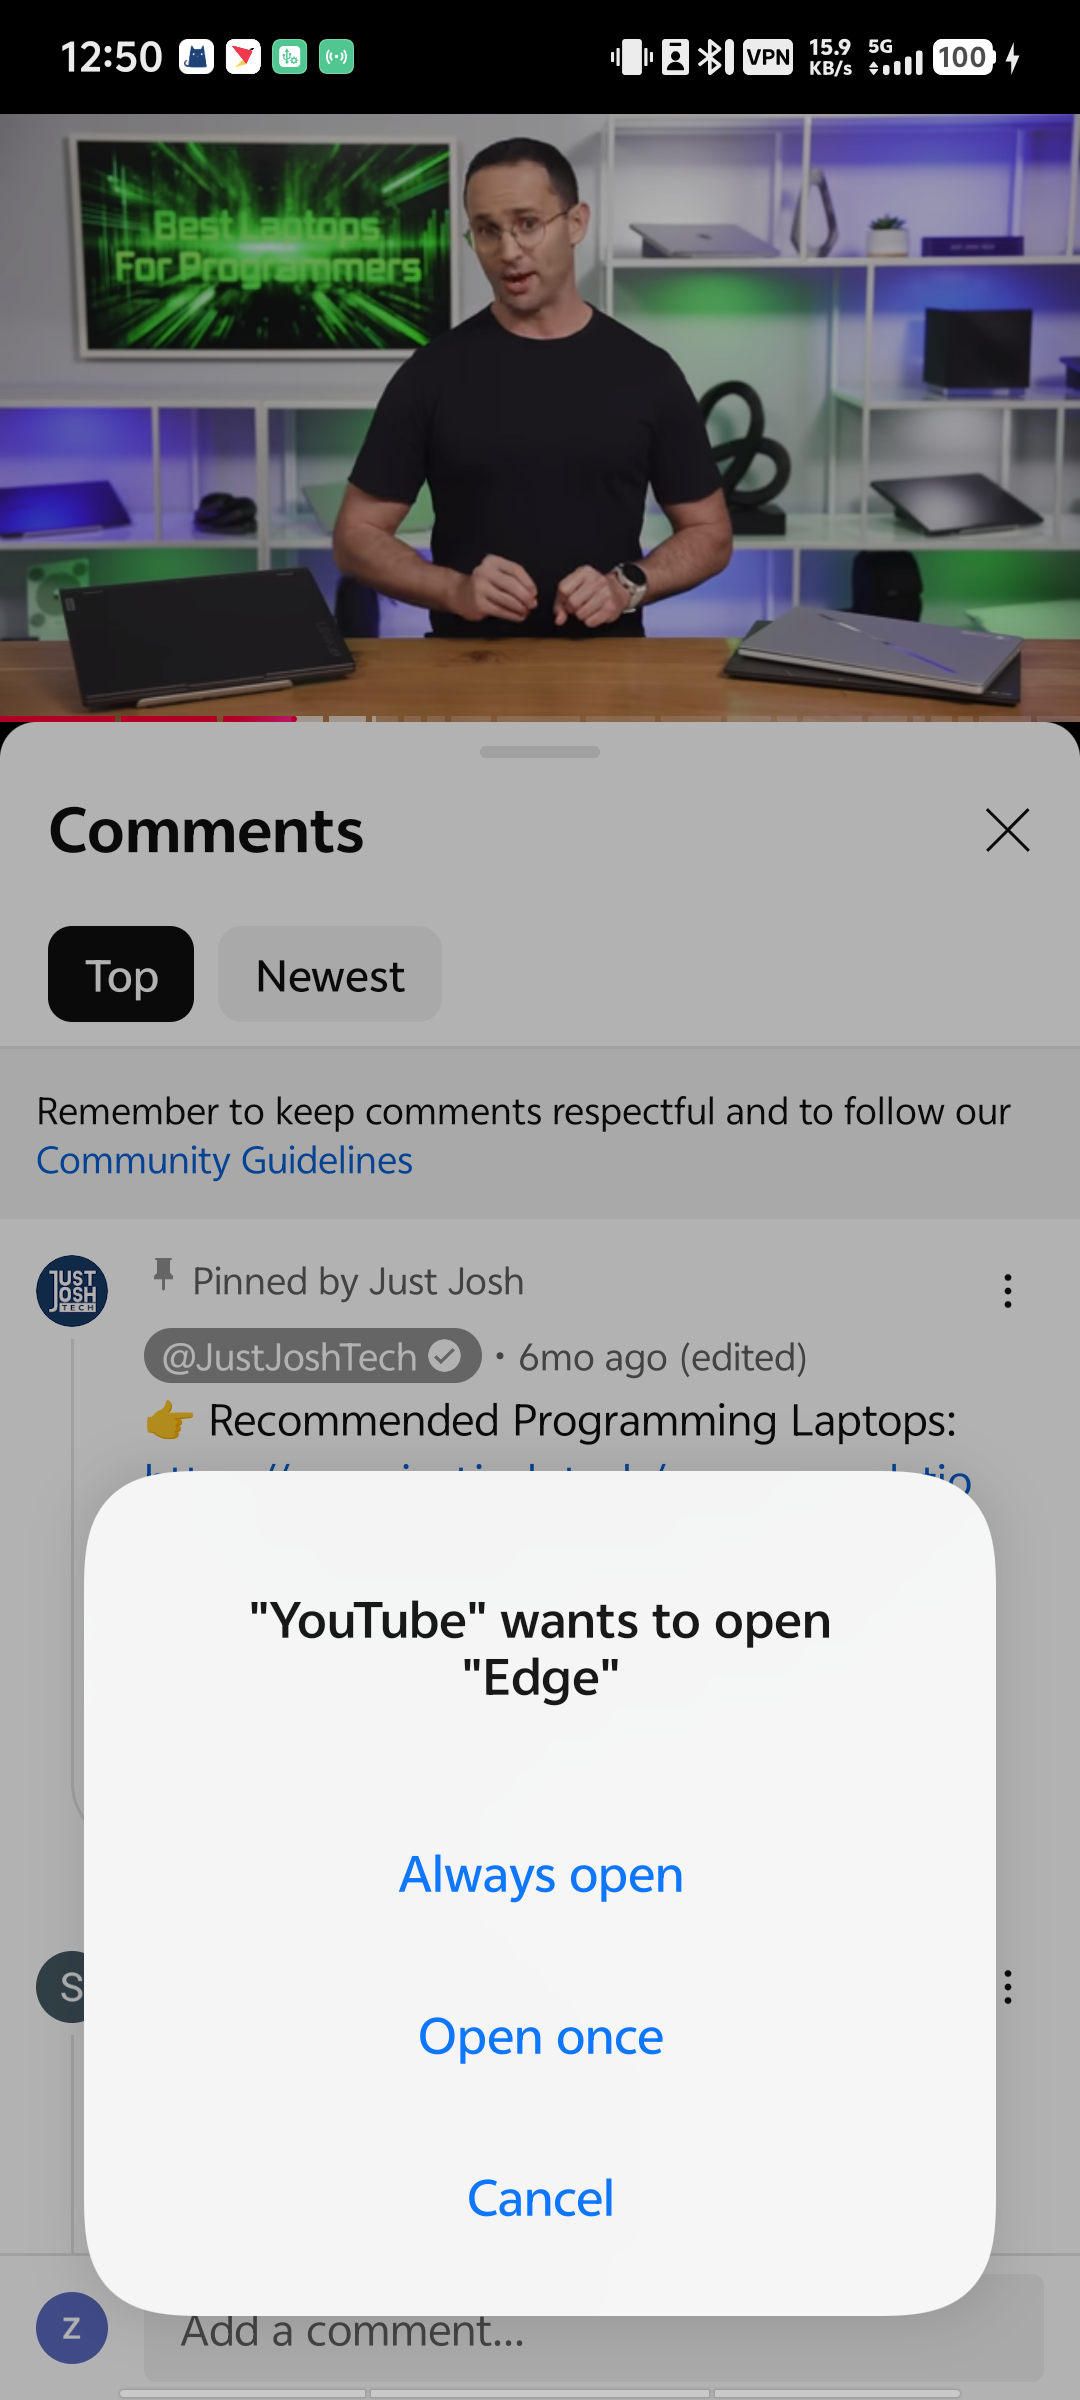 12:50
VPN
15.9
KB/s
5G
100
Best Laptops
For Programmers
Comments
Top
Newest
Remember to keep comments respectful and to follow our
Community Guidelines
JUST
JOSH
TECH
Pinned by Just Josh
@JustJoshTech • 6mo ago (edited)
👉 Recommended Programming Laptops:
"YouTube" wants to open
"Edge"
Always open
Open once
Cancel
S
Z
Add a comment...